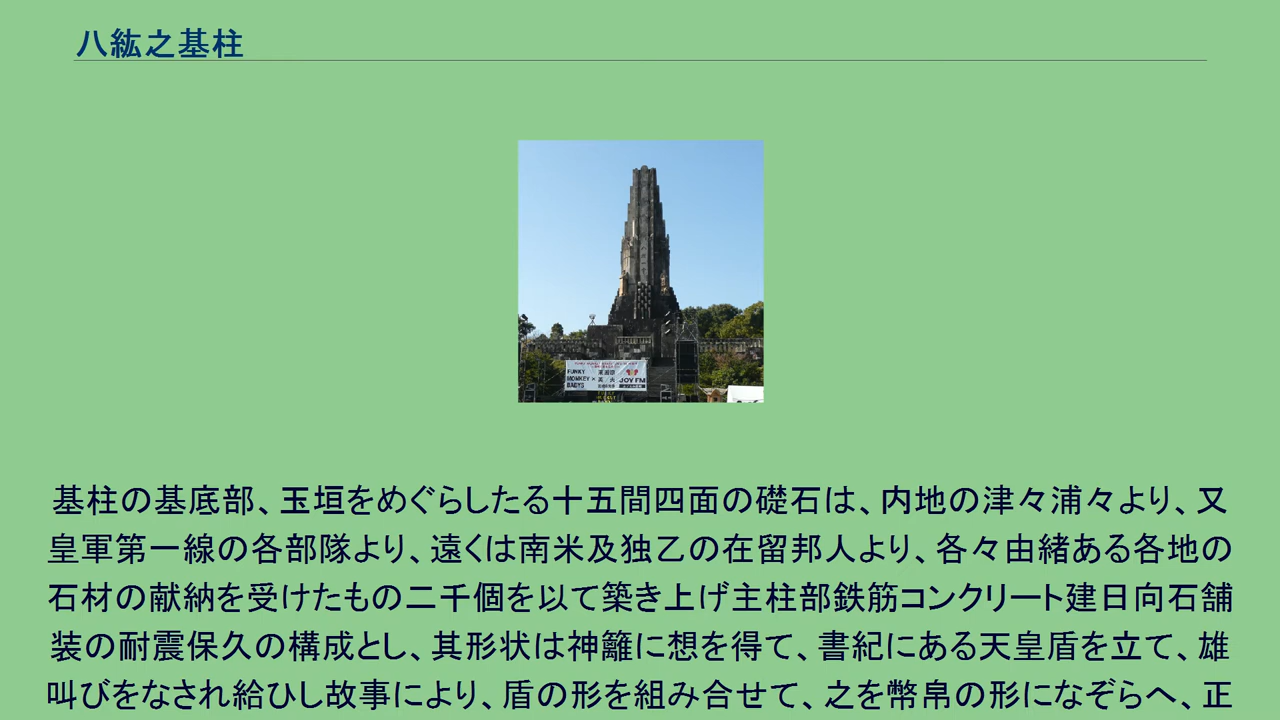 八紘之基柱
FUNKY
MONKEY ×
BABYS
JOY FM
基柱の基底部、玉垣をめぐらしたる十五間四面の礎石は、内地の津々浦々より、又
皇軍第一線の各部隊より、遠くは南米及独乙の在留邦人より、各々由緒ある各地の
石材の献納を受けたもの二千個を以て築き上げ主柱部鉄筋コンクリート建日向石舗
装の耐震保久の構成とし、其形状は神籬に想を得て、書紀にある天皇盾を立て、雄
叫びをなされ給ひし故事により、盾の形を組み合せて、之を幣帛の形になぞらへ、正